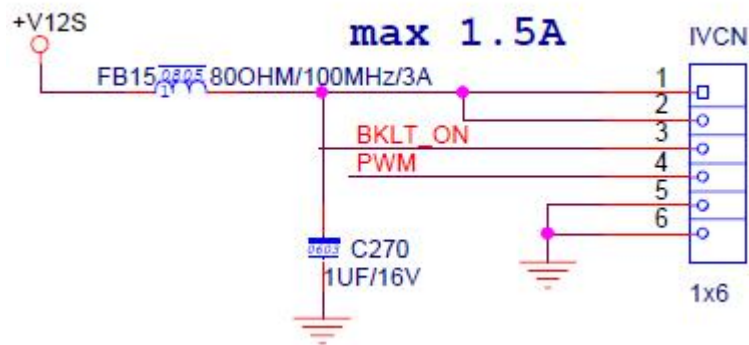 +V12S
max 1.5A
IVCN
FB15 0805 80OHM/100MHz/3A
1
1
2
BKLT_ON
3
PWM
4
5
6
0603
C270
1UF/16V
1x6